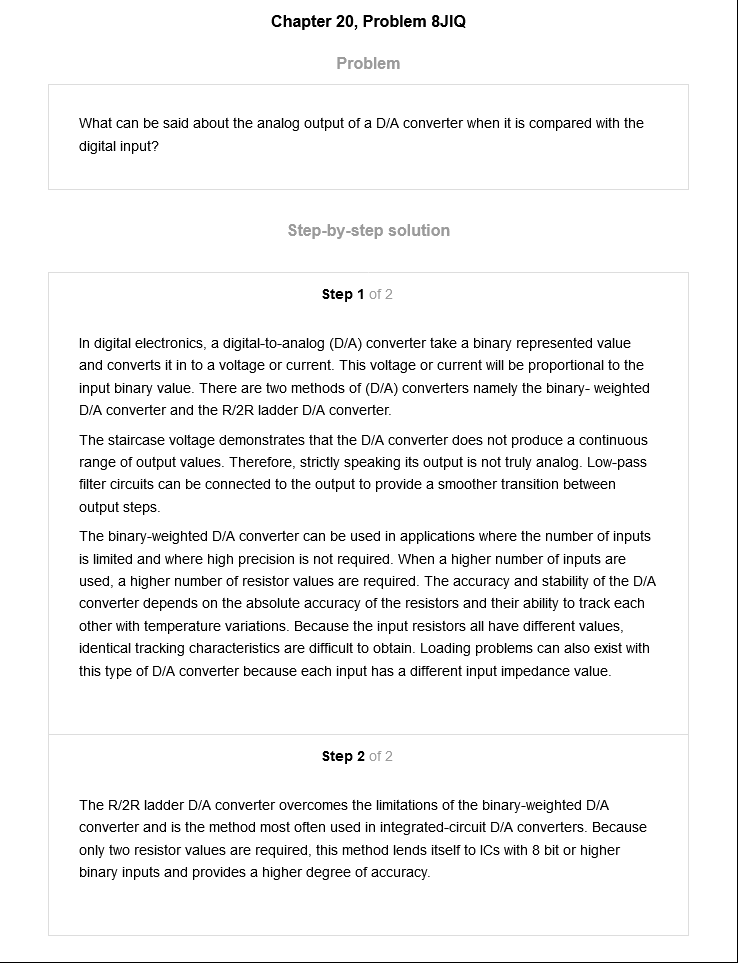 Chapter 20, Problem 8JIQ
Problem
What can be said about the analog output of a D/A converter when it is compared with the
digital input?
Step-by-step solution
Step 1 of 2
In digital electronics, a digital-to-analog (D/A) converter take a binary represented value
and converts it in to a voltage or current. This voltage or current will be proportional to the
input binary value. There are two methods of (D/A) converters namely the binary- weighted
D/A converter and the R/2R ladder D/A converter.
The staircase voltage demonstrates that the D/A converter does not produce a continuous
range of output values. Therefore, strictly speaking its output is not truly analog. Low-pass
filter circuits can be connected to the output to provide a smoother transition between
output steps.
The binary-weighted D/A converter can be used in applications where the number of inputs
is limited and where high precision is not required. When a higher number of inputs are
used, a higher number of resistor values are required. The accuracy and stability of the D/A
converter depends on the absolute accuracy of the resistors and their ability to track each
other with temperature variations. Because the input resistors all have different values,
identical tracking characteristics are difficult to obtain. Loading problems can also exist with
this type of D/A converter because each input has a different input impedance value.
Step 2 of 2
The R/2R ladder D/A converter overcomes the limitations of the binary-weighted D/A
converter and is the method most often used in integrated-circuit D/A converters. Because
only two resistor values are required, this method lends itself to ICs with 8 bit or higher
binary inputs and provides a higher degree of accuracy.